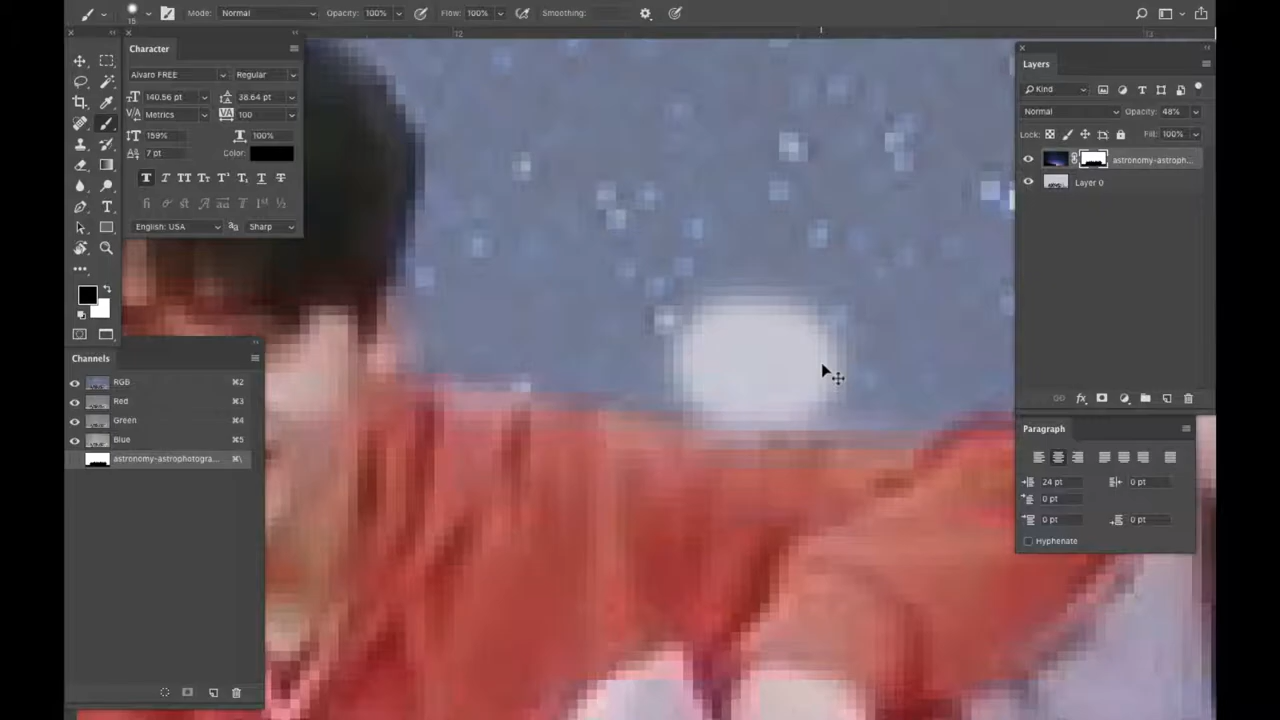 15
Mode: Normal
Opacity: 100%
Flow: 100%
Smoothing:
12
13
Character
Alvaro FREE
Regular
140.56 pt
38.64 pt
Metrics
100
159%
100%
7 pt
Color:
English: USA
Sharp
Channels
RGB ⌘2
Red ⌘3
Green ⌘4
Blue ⌘5
astronomy-astrophotogra... ⌘\
Layers
Kind
Normal
Opacity: 48%
Lock:
Fill: 100%
astronomy-astroph...
Layer 0
Paragraph
24 pt
0 pt
0 pt
0 pt
0 pt
Hyphenate